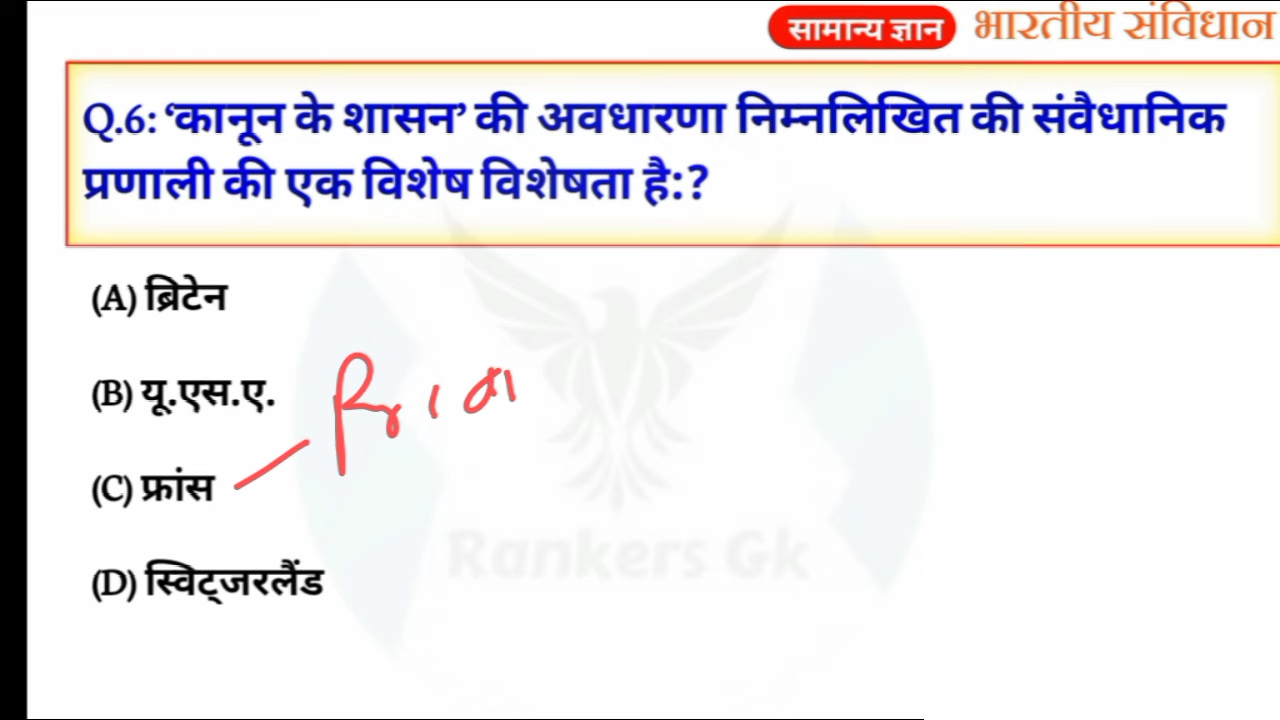 सामान्य ज्ञान भारतीय संविधान
Q.6: ‘कानून के शासन’ की अवधारणा निम्नलिखित की संवैधानिक
प्रणाली की एक विशेष विशेषता है:?
(A) ब्रिटेन
(B) यू.एस.ए.
(C) फ्रांस
(D) स्विट्जरलैंड
Rankers Gk